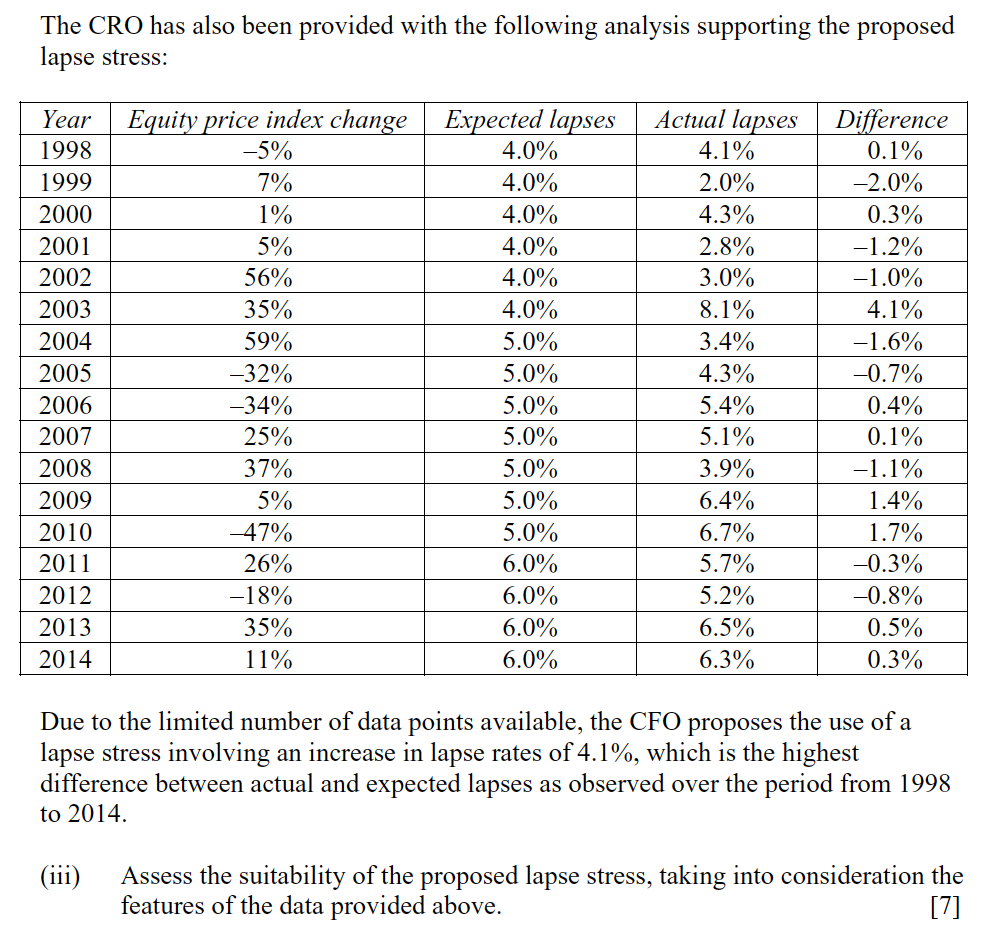 The CRO has also been provided with the following analysis supporting the proposed
lapse stress:
Year Equity price index change Expected lapses Actual lapses Difference
1998 –5% 4.0% 4.1% 0.1%
1999 7% 4.0% 2.0% –2.0%
2000 1% 4.0% 4.3% 0.3%
2001 5% 4.0% 2.8% –1.2%
2002 56% 4.0% 3.0% –1.0%
2003 35% 4.0% 8.1% 4.1%
2004 59% 5.0% 3.4% –1.6%
2005 –32% 5.0% 4.3% –0.7%
2006 –34% 5.0% 5.4% 0.4%
2007 25% 5.0% 5.1% 0.1%
2008 37% 5.0% 3.9% –1.1%
2009 5% 5.0% 6.4% 1.4%
2010 –47% 5.0% 6.7% 1.7%
2011 26% 6.0% 5.7% –0.3%
2012 –18% 6.0% 5.2% –0.8%
2013 35% 6.0% 6.5% 0.5%
2014 11% 6.0% 6.3% 0.3%
Due to the limited number of data points available, the CFO proposes the use of a
lapse stress involving an increase in lapse rates of 4.1%, which is the highest
difference between actual and expected lapses as observed over the period from 1998
to 2014.
(iii) Assess the suitability of the proposed lapse stress, taking into consideration the
features of the data provided above. [7]